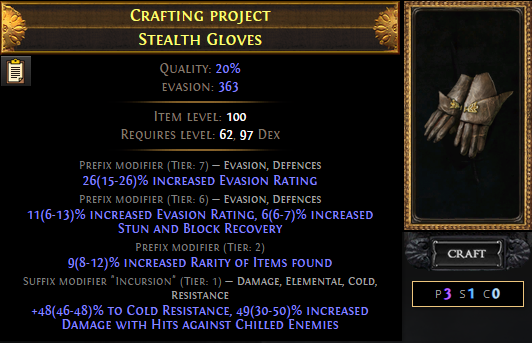 Crafting project
Stealth Gloves
Quality: 20%
evasion: 363
Item level: 100
Requires level: 62, 97 Dex
Prefix modifier (Tier: 7) — Evasion, Defences
26(15-26)% increased Evasion Rating
Prefix modifier (Tier: 6) — Evasion, Defences
11(6-13)% increased Evasion Rating, 6(6-7)% increased
Stun and Block Recovery
Prefix modifier (Tier: 2)
9(8-12)% increased Rarity of Items found
Suffix modifier "Incursion" (Tier: 1) — Damage, Elemental, Cold,
Resistance
+48(46-48)% to Cold Resistance, 49(30-50)% increased
Damage with Hits against Chilled Enemies
CRAFT
P3 S1 C0